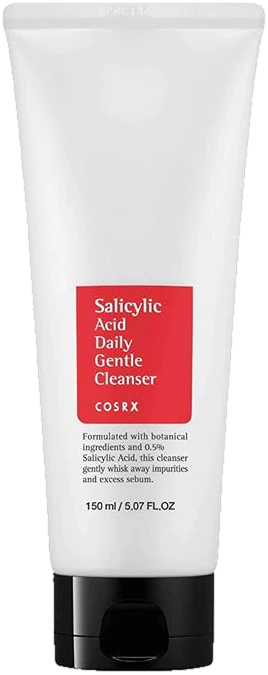 Salicylic
Acid
Daily
Gentle
Cleanser
COSRX
Formulated with botanical
ingredients and 0.5%
Salicylic Acid, this cleanser
gently whisk away impurities
and excess sebum.
150 ml / 5.07 FL.OZ